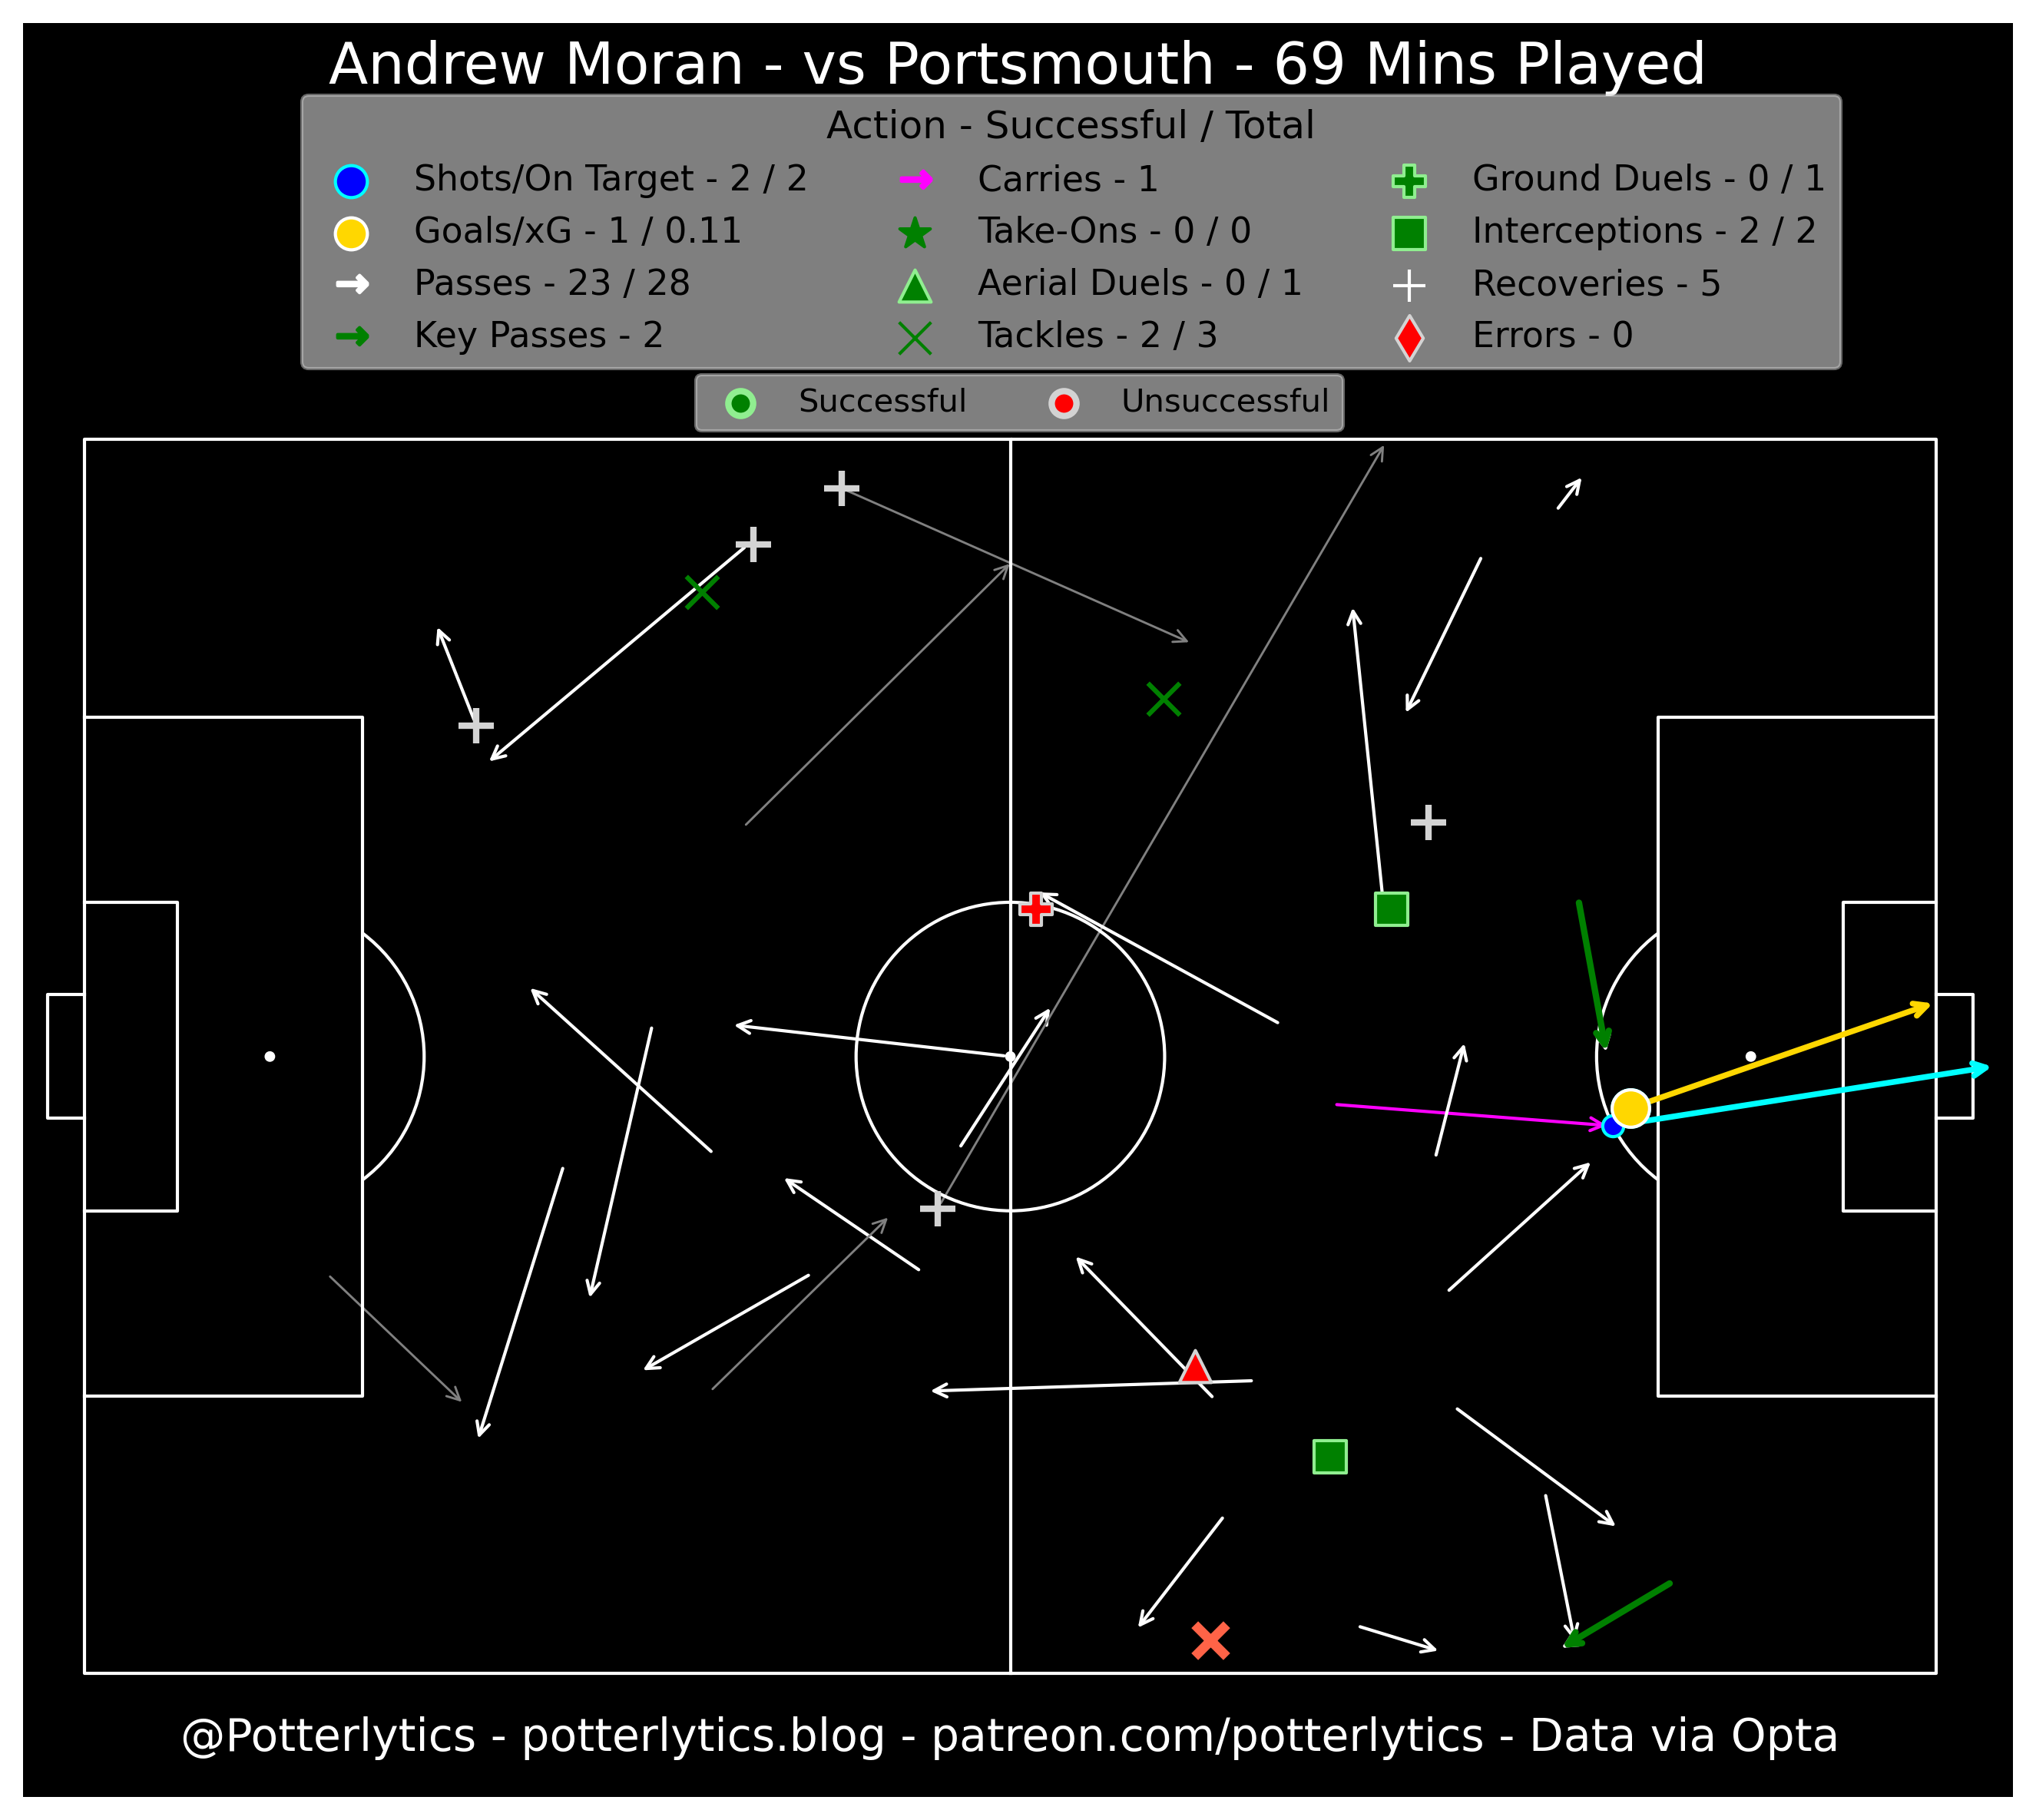 Andrew Moran - vs Portsmouth - 69 Mins Played
Action - Successful / Total
Shots/On Target - 2 / 2
Goals/xG - 1 / 0.11
Passes - 23 / 28
Key Passes - 2
Carries - 1
Take-Ons - 0 / 0
Aerial Duels - 0 / 1
Tackles - 2 / 3
Ground Duels - 0 / 1
Interceptions - 2 / 2
Recoveries - 5
Errors - 0
Successful
Unsuccessful
@Potterlytics - potterlytics.blog - patreon.com/potterlytics - Data via Opta